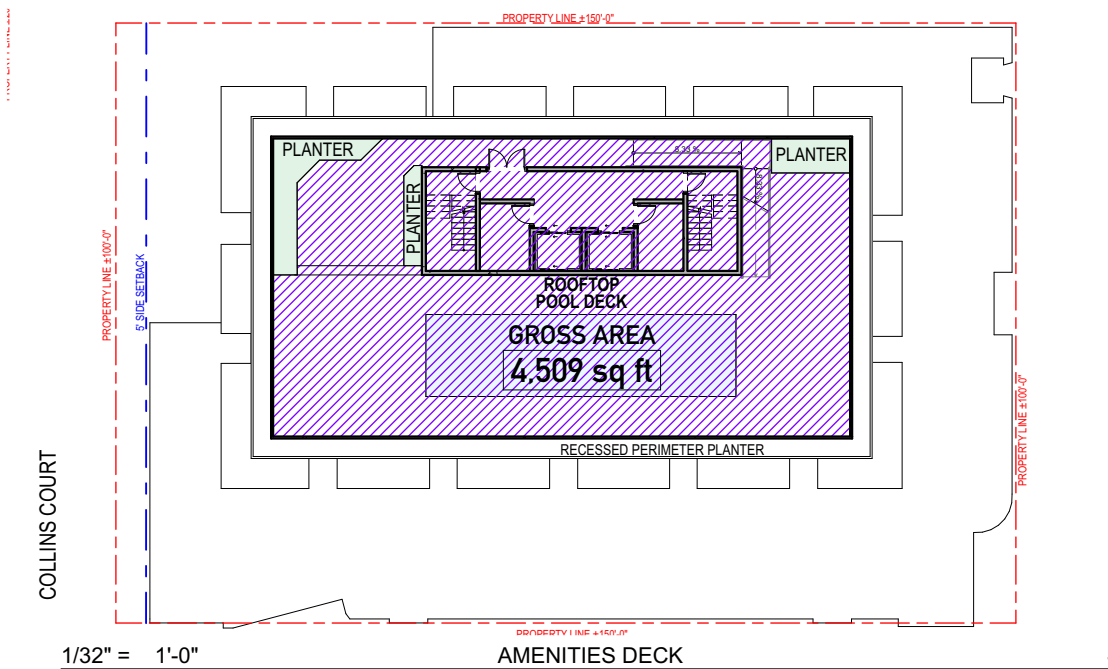 PROPERTY LINE ±150'-0"
PLANTER
PLANTER
8.33 %
PLANTER
PROPERTY LINE ±100'-0"
5' SIDE SETBACK
ROOFTOP
POOL DECK
GROSS AREA
4,509 sq ft
RECESSED PERIMETER PLANTER
PROPERTY LINE ±100'-0"
COLLINS COURT
PROPERTY LINE ±150'-0"
1/32" = 1'-0"
AMENITIES DECK